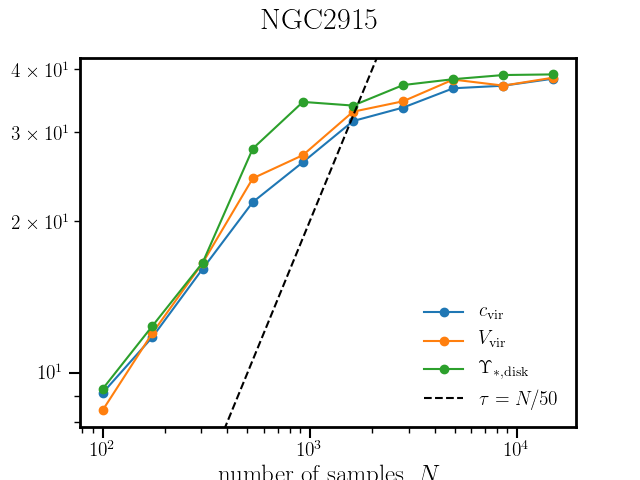 NGC2915
4 × 10¹
3 × 10¹
2 × 10¹
10¹
c_vir
V_vir
Υ_*,disk
τ = N/50
10² 10³ 10⁴
number of samples, N